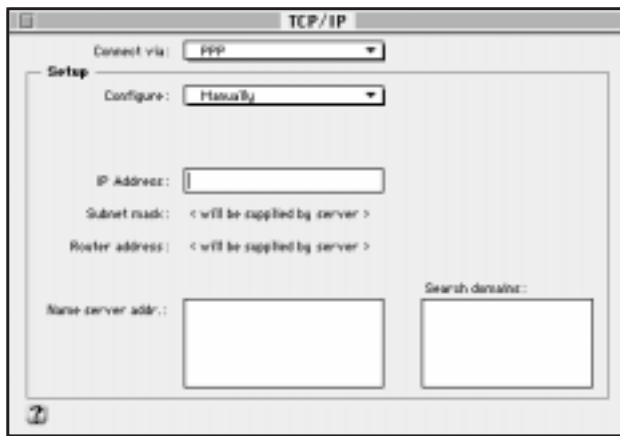 TCP/IP
Connect via: PPP
Setup
Configure: Manually
IP Address:
Subnet mask: < will be supplied by server >
Router address: < will be supplied by server >
Search domains:
Name server addr.:
?